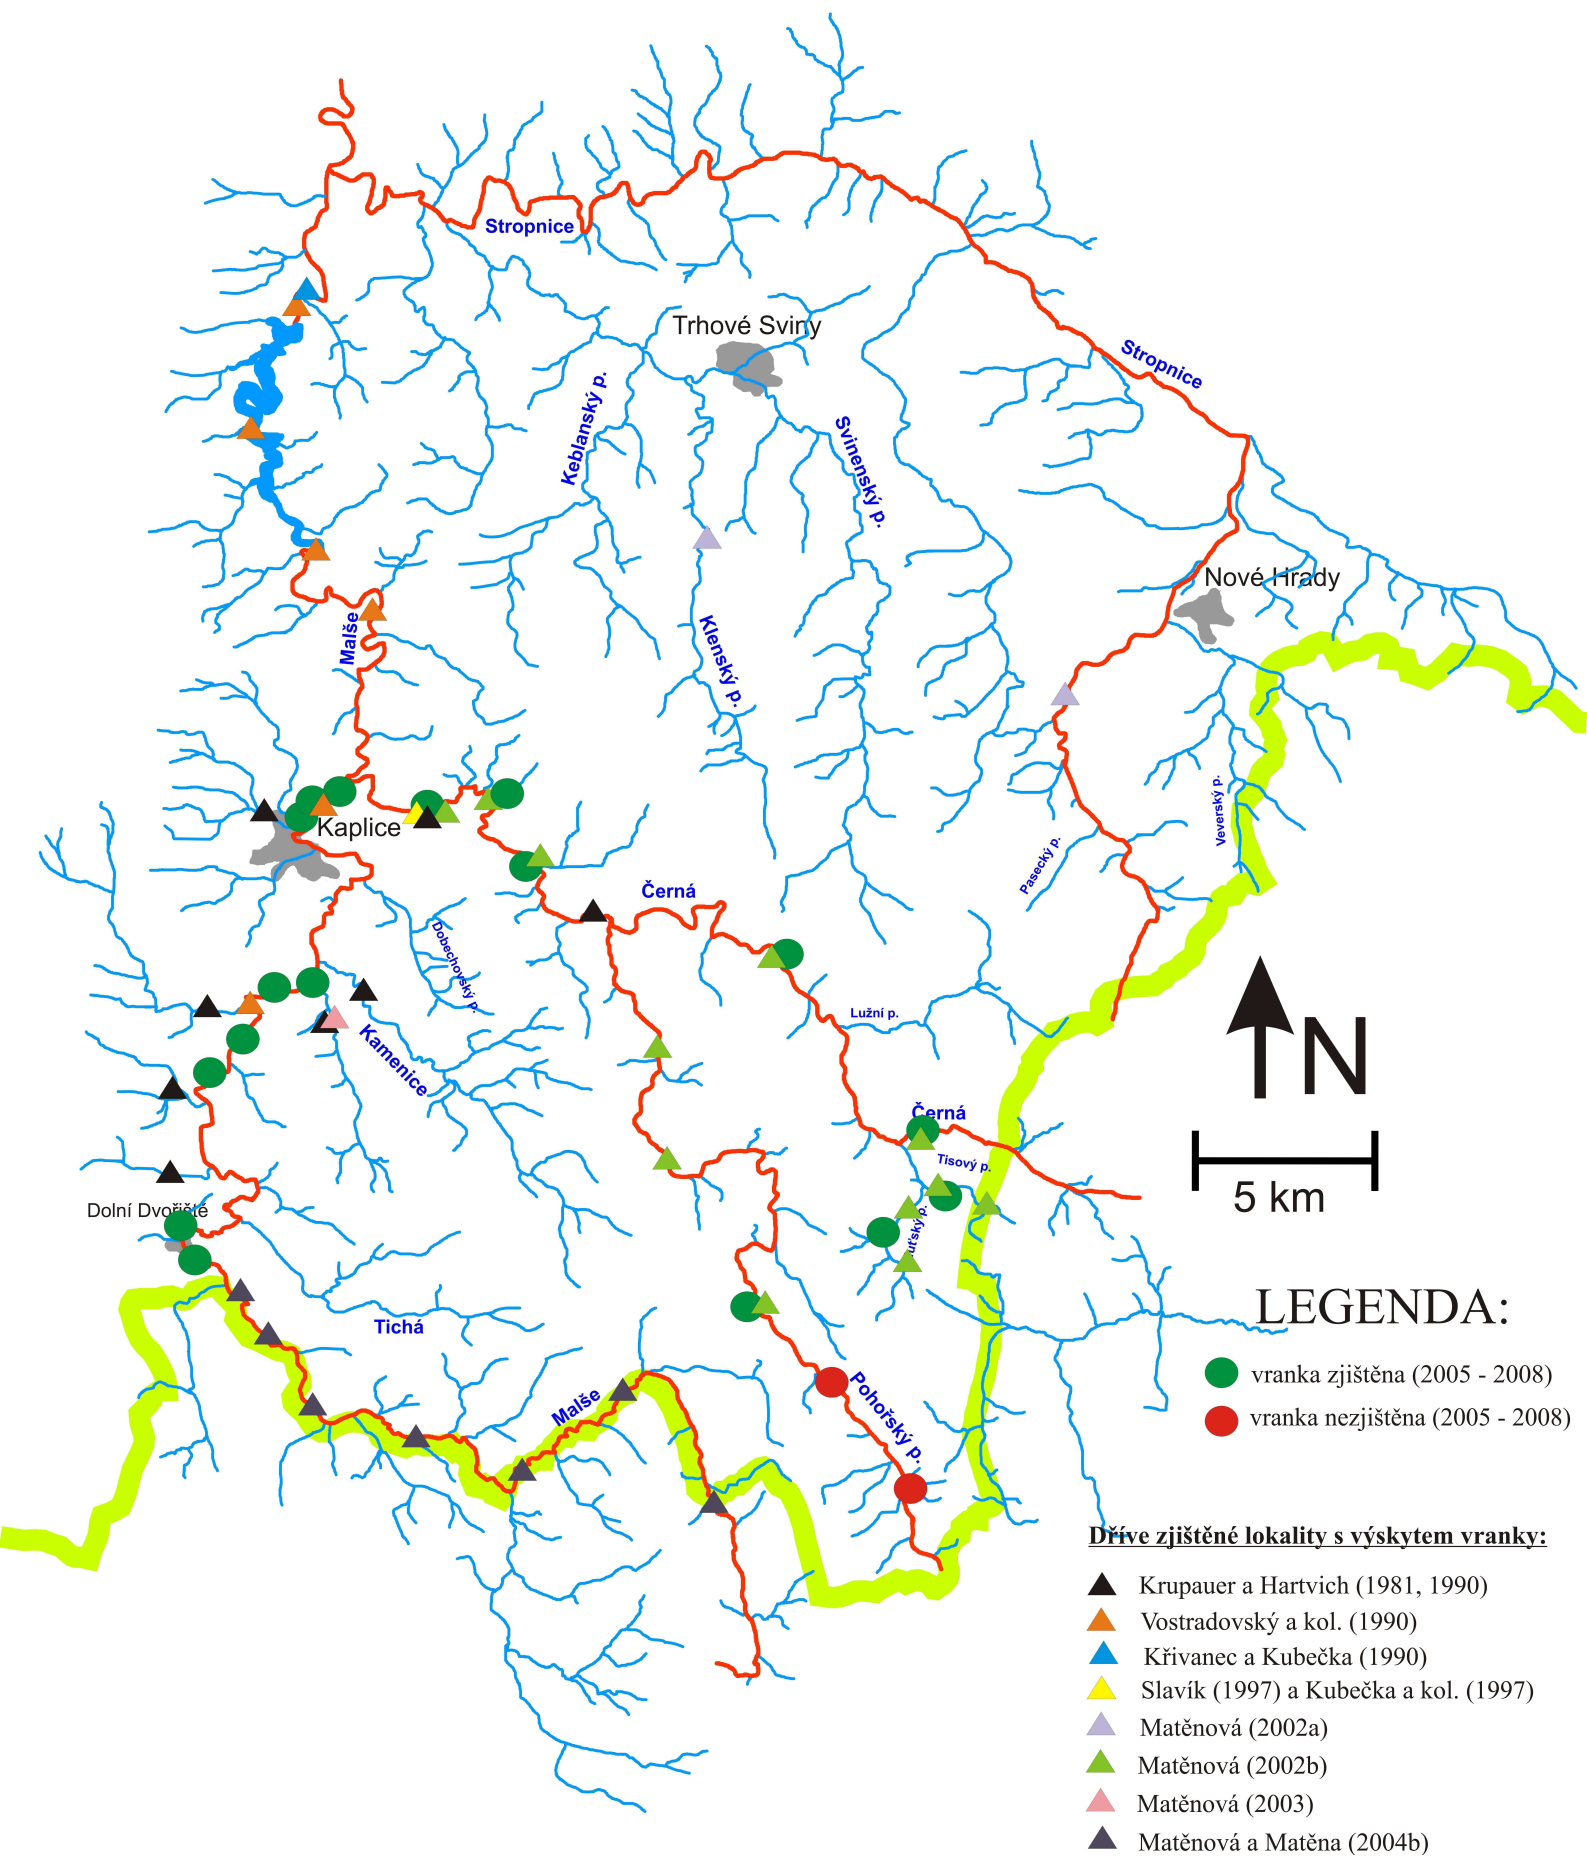 Stropnice
Trhové Sviny
Stropnice
Keblanský p.
Svinenský p.
Nové Hrady
Malše
Klenský p.
Veverský p.
Kaplice
Pasecký p.
Černá
Dobechovský p.
Lužní p.
Kamenice
Černá
Tisový p.
N
5 km
Dolní Dvořiště
LEGENDA:
Tichá
vranka zjištěna (2005 - 2008)
Malše
Pohořský p.
vranka nezjištěna (2005 - 2008)
Dříve zjištěné lokality s výskytem vranky:
Krupauer a Hartvich (1981, 1990)
Vostradovský a kol. (1990)
Křivanec a Kubečka (1990)
Slavík (1997) a Kubečka a kol. (1997)
Matěnová (2002a)
Matěnová (2002b)
Matěnová (2003)
Matěnová a Matěna (2004b)